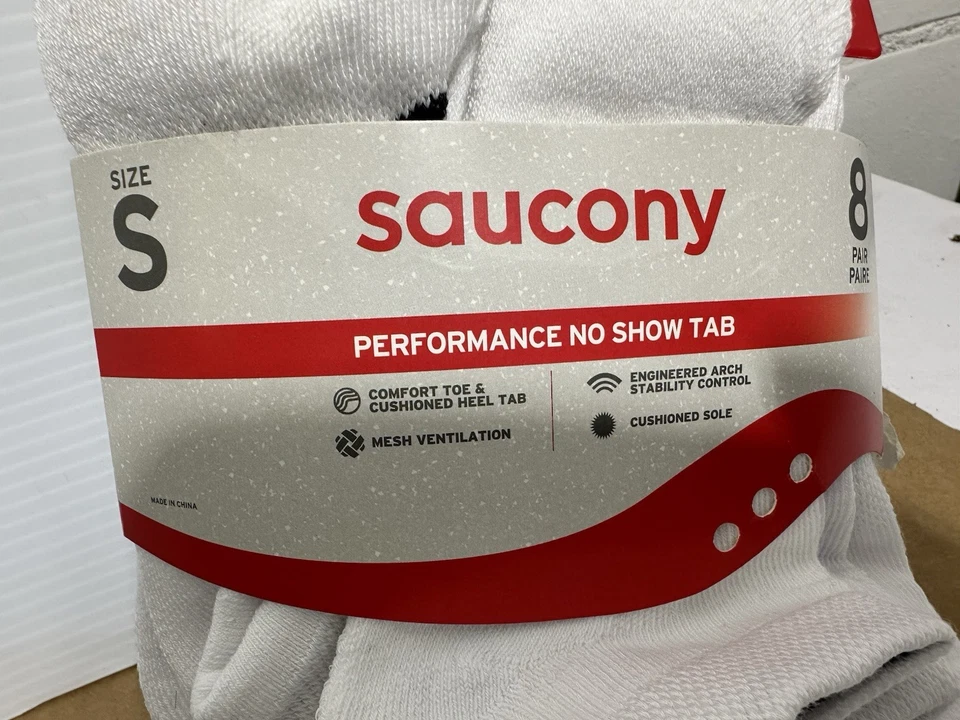 SIZE
S
saucony
8
PAIR
PAIRE
PERFORMANCE NO SHOW TAB
COMFORT TOE &
CUSHIONED HEEL TAB
MESH VENTILATION
ENGINEERED ARCH
STABILITY CONTROL
CUSHIONED SOLE
MADE IN CHINA